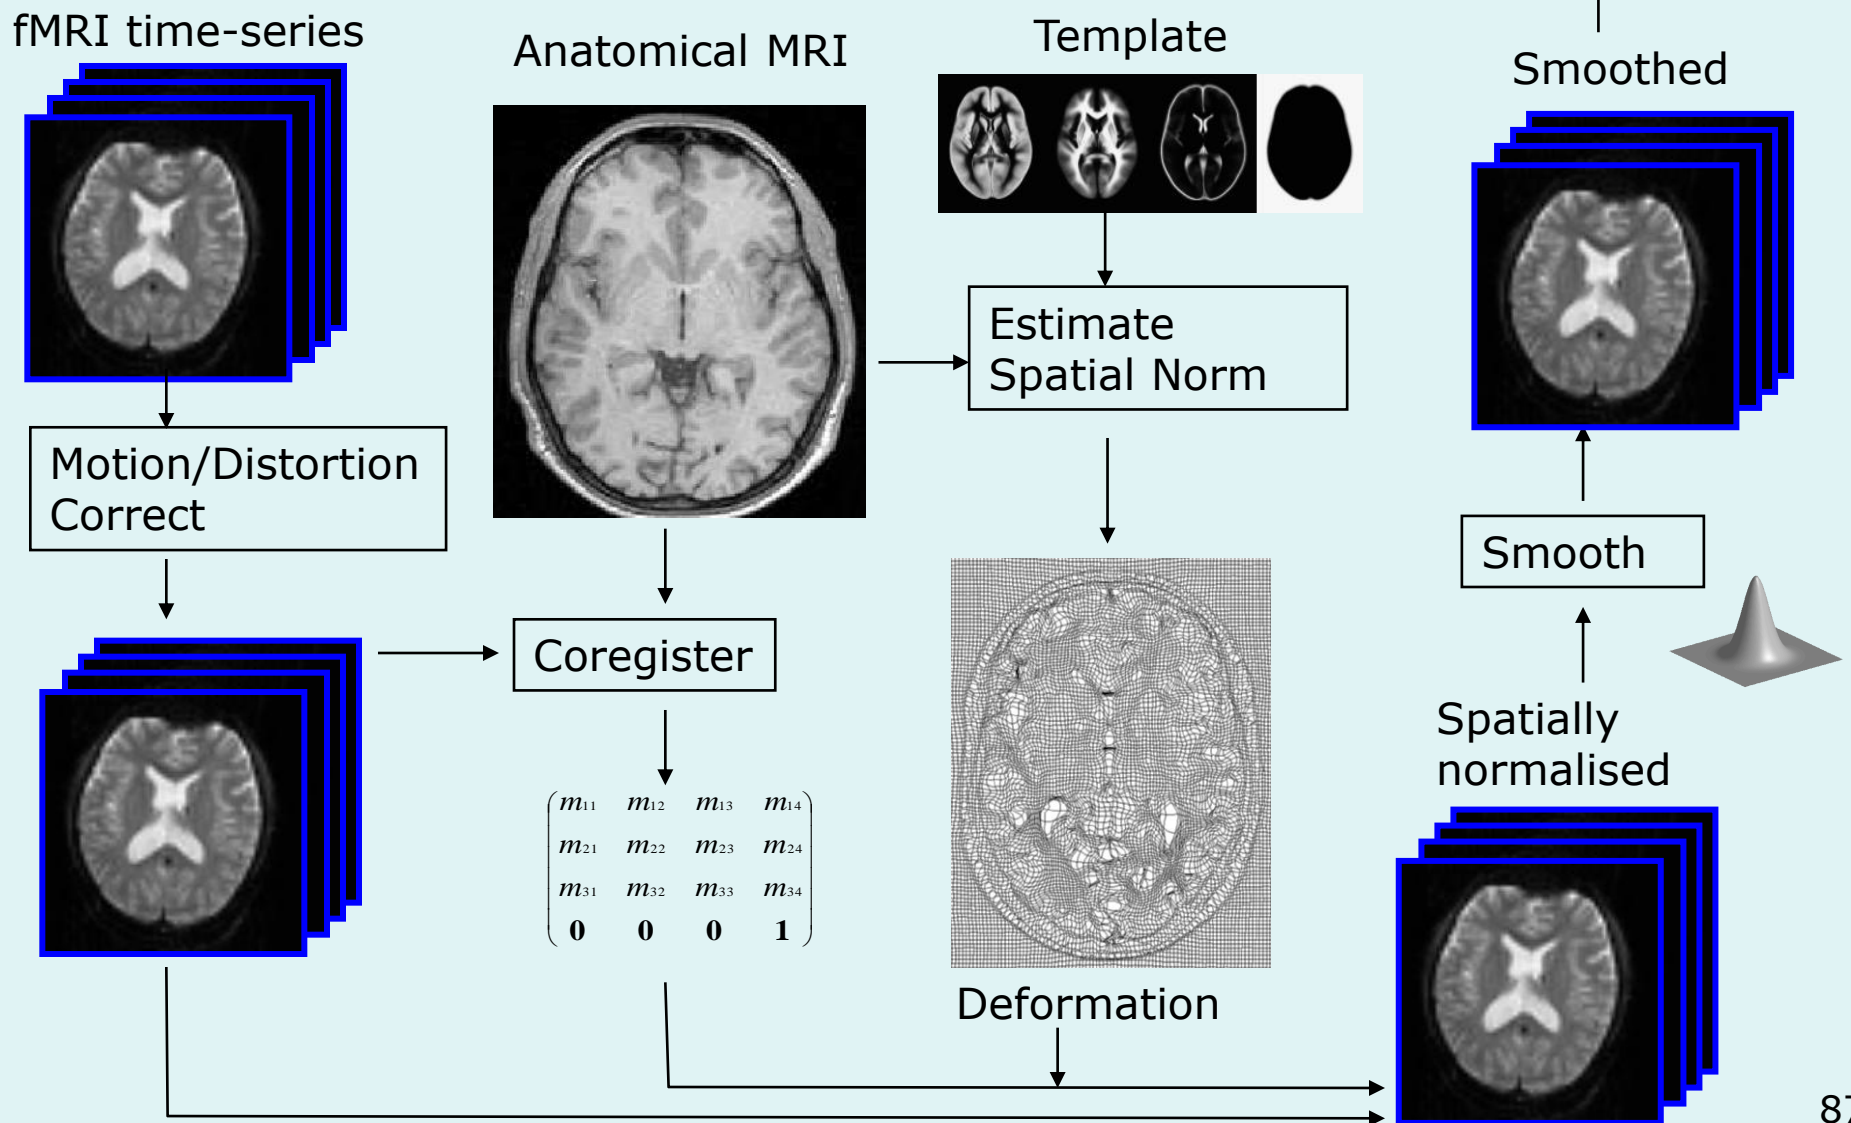 fMRI time-series
Motion/Distortion
Correct
Anatomical MRI
Coregister
m11 m12 m13 m14
m21 m22 m23 m24
m31 m32 m33 m34
0 0 0 1
Template
Estimate
Spatial Norm
Deformation
Smoothed
Smooth
Spatially
normalised
87